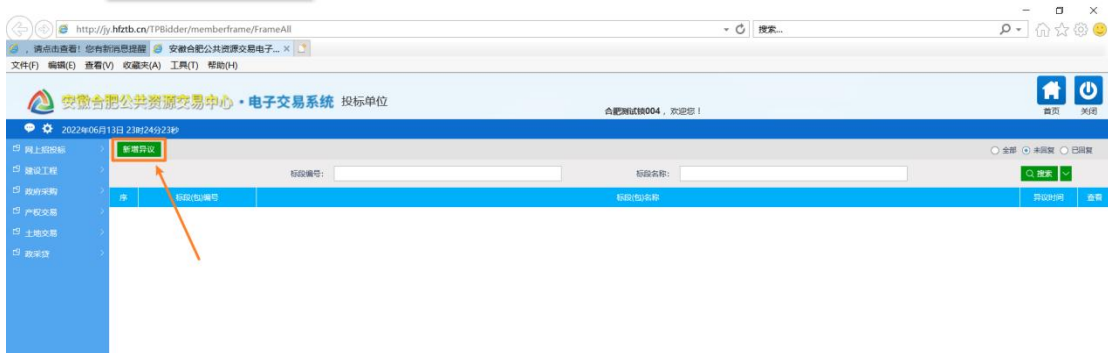 http://jy.hfztb.cn/TPBidder/memberframe/FrameAll
搜索...
，请点击查看！您有新消息提醒
安徽合肥公共资源交易电子... ×
文件(F) 编辑(E) 查看(V) 收藏夹(A) 工具(T) 帮助(H)
安徽合肥公共资源交易中心·电子交易系统 投标单位
合肥测试镜004，欢迎您！
首页 关闭
2022年06月13日 23时24分23秒
网上招投标
新增异议
全部 未回复 已回复
建设工程
标段编号：
标段名称：
搜索
政府采购
序 标段(包)编号 标段(包)名称 异议时间 查看
产权交易
土地交易
政采贷